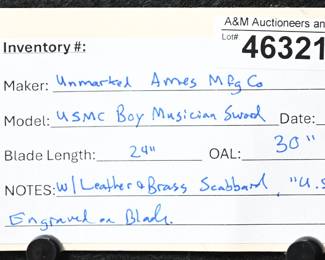 A&M Auctioneers an
Lot# 46321
Inventory #:
Maker: Unmarked Ames Mfg Co
Model: USMC Boy Musician Sword Date:
Blade Length: 24" OAL: 30"
NOTES: w/ Leather & Brass Scabbard, "U.S
Engraved on Blade.